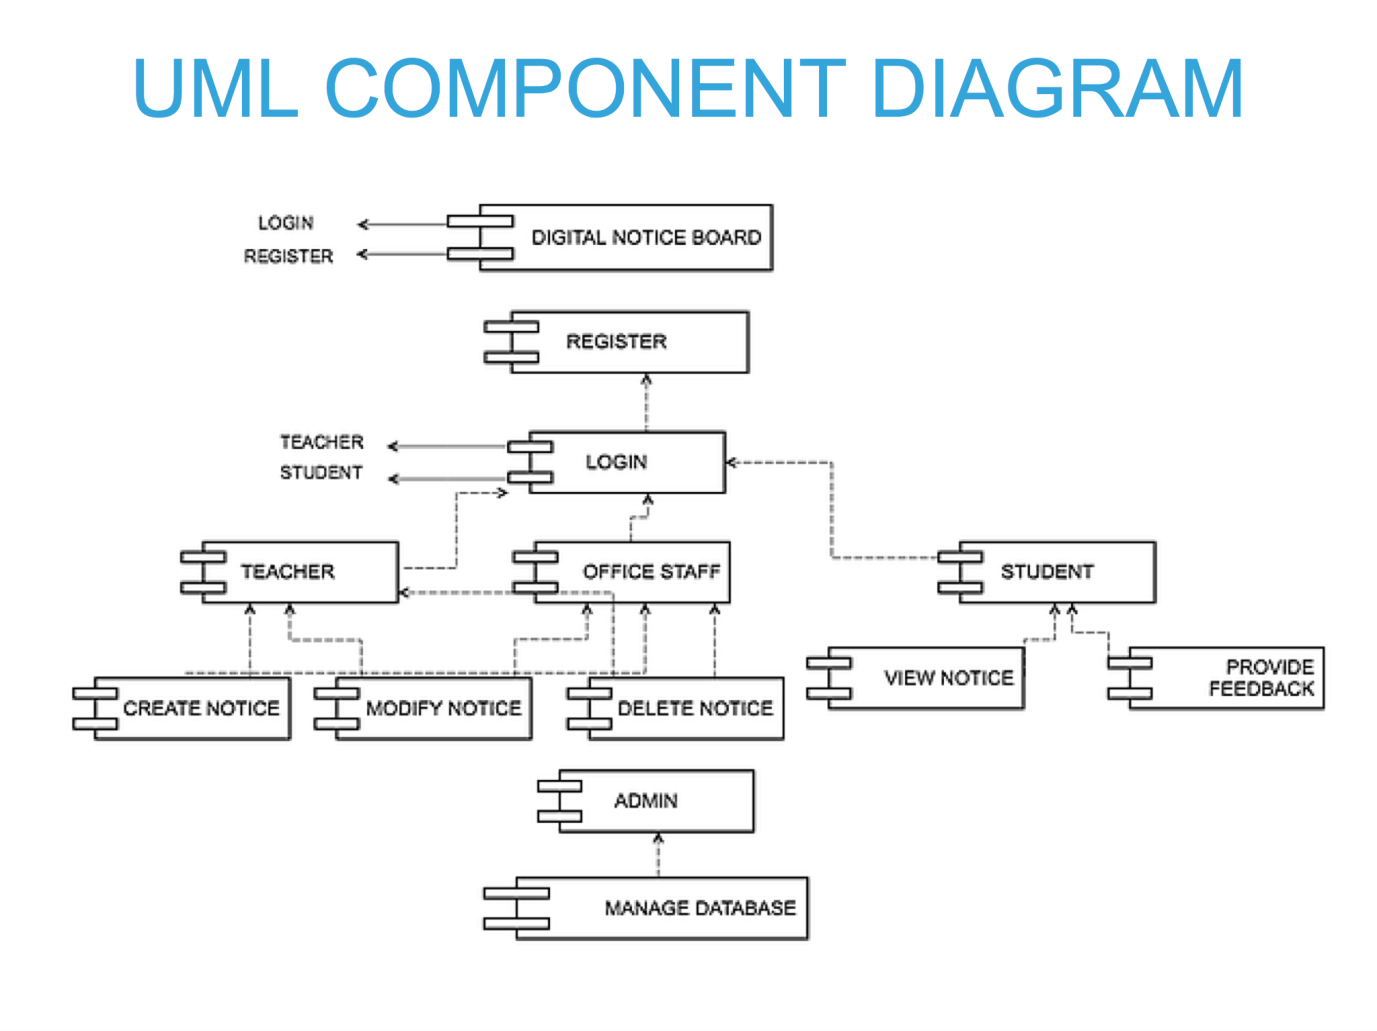 UML COMPONENT DIAGRAM
LOGIN
REGISTER
DIGITAL NOTICE BOARD
REGISTER
TEACHER
STUDENT
LOGIN
TEACHER
OFFICE STAFF
STUDENT
CREATE NOTICE
MODIFY NOTICE
DELETE NOTICE
VIEW NOTICE
PROVIDE
FEEDBACK
ADMIN
MANAGE DATABASE